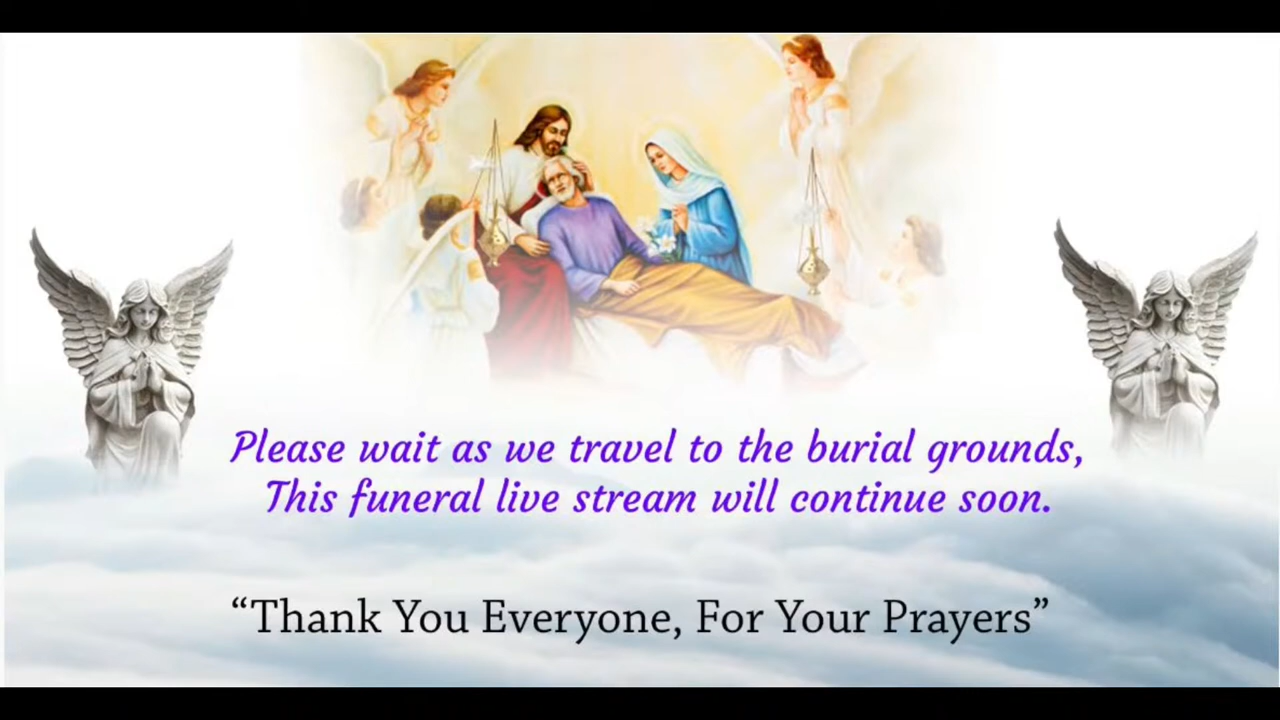 Please wait as we travel to the burial grounds,
This funeral live stream will continue soon.
“Thank You Everyone, For Your Prayers”